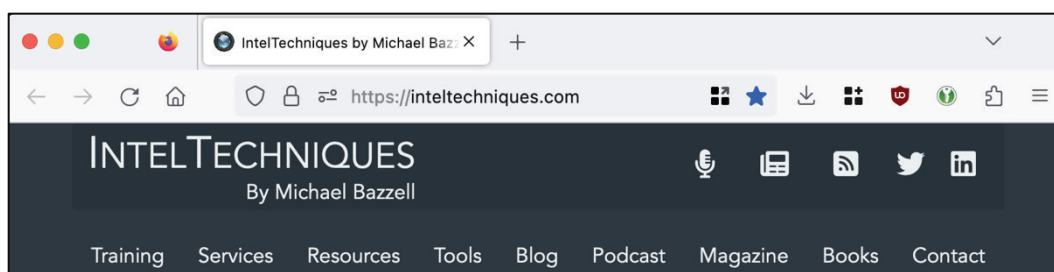 IntelTechniques by Michael Baz
https://inteltechniques.com
INTELTECHNIQUES
By Michael Bazzell
Training Services Resources Tools Blog Podcast Magazine Books Contact